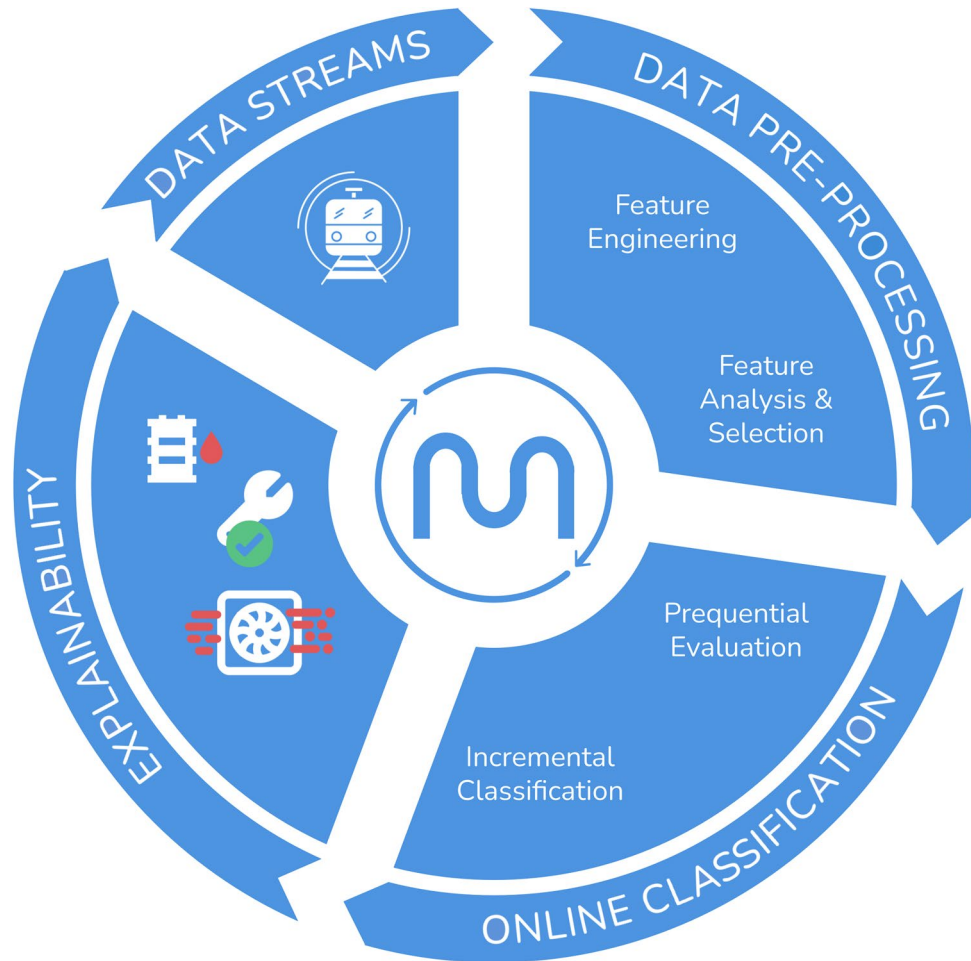 DATA STREAMS
DATA PRE-PROCESSING
Feature
Engineering
Feature
Analysis &
Selection
Prequential
Evaluation
Incremental
Classification
ONLINE CLASSIFICATION
EXPLAINABILITY